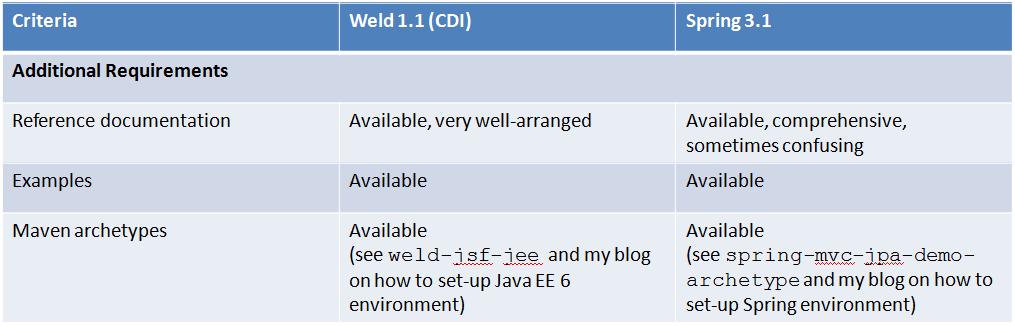 Criteria Weld 1.1 (CDI) Spring 3.1
Additional Requirements
Reference documentation Available, very well-arranged Available, comprehensive,
sometimes confusing
Examples Available Available
Maven archetypes Available Available
(see weld-jsf-jee and my blog (see spring-mvc-jpa-demo-
on how to set-up Java EE 6 archetype and my blog on how to
environment) set-up Spring environment)